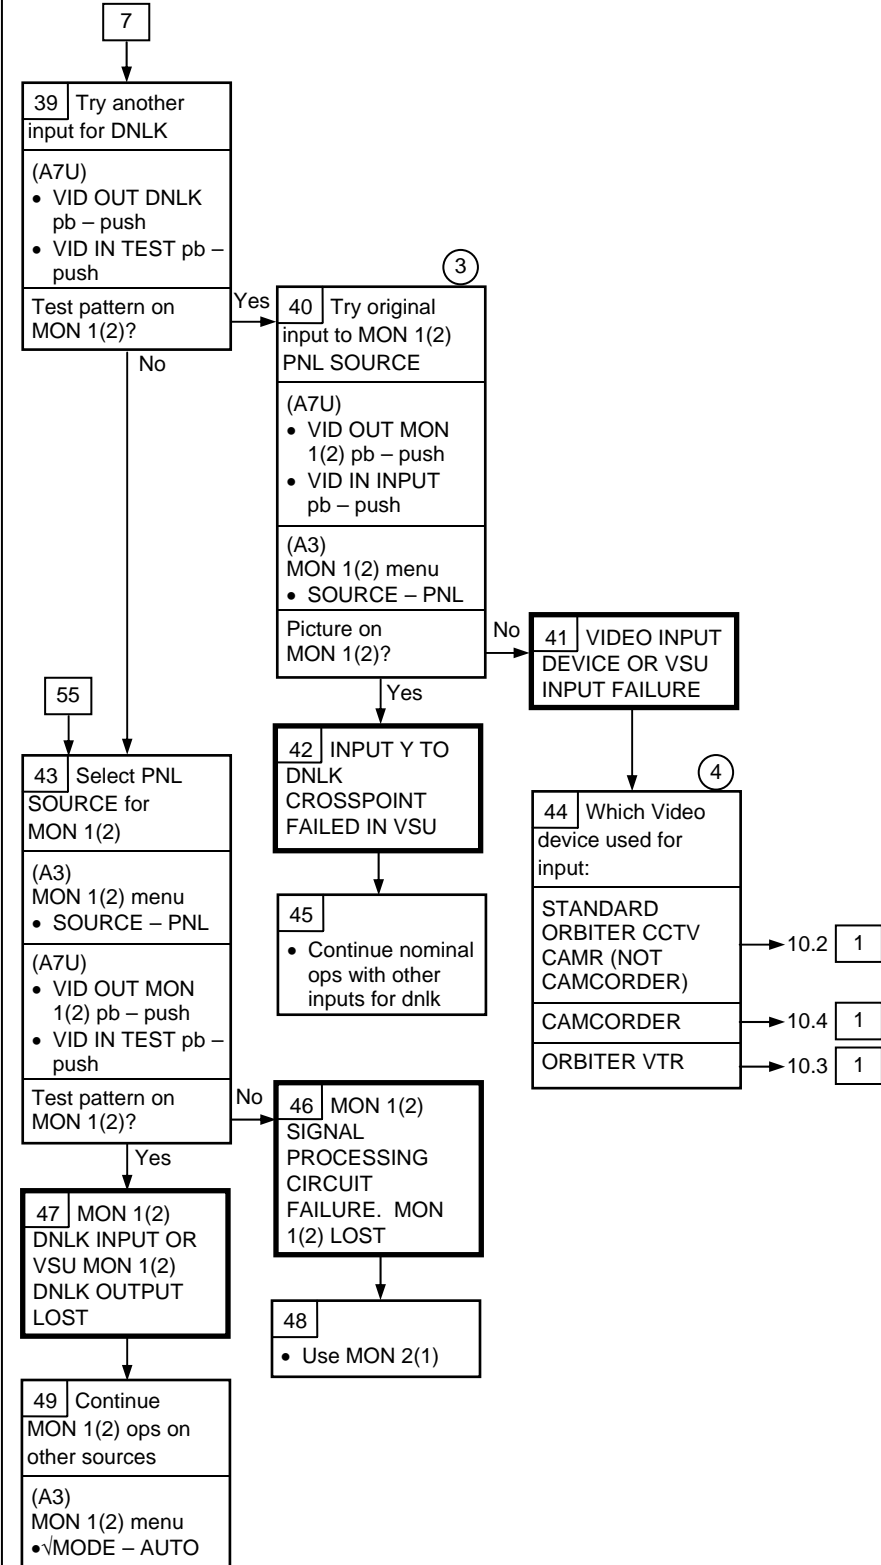 7
39 Try another
input for DNLK
(A7U)
• VID OUT DNLK
pb – push
• VID IN TEST pb –
push
Test pattern on
MON 1(2)?
Yes
No
3
40 Try original
input to MON 1(2)
PNL SOURCE
(A7U)
• VID OUT MON
1(2) pb – push
• VID IN INPUT
pb – push
(A3)
MON 1(2) menu
• SOURCE – PNL
Picture on
MON 1(2)?
No
Yes
41 VIDEO INPUT
DEVICE OR VSU
INPUT FAILURE
42 INPUT Y TO
DNLK
CROSSPOINT
FAILED IN VSU
55
43 Select PNL
SOURCE for
MON 1(2)
(A3)
MON 1(2) menu
• SOURCE – PNL
(A7U)
• VID OUT MON
1(2) pb – push
• VID IN TEST pb –
push
Test pattern on
MON 1(2)?
No
Yes
4
44 Which Video
device used for
input:
STANDARD
ORBITER CCTV
CAMR (NOT
CAMCORDER)
10.2 1
CAMCORDER
10.4 1
ORBITER VTR
10.3 1
45
• Continue nominal
ops with other
inputs for dnlk
46 MON 1(2)
SIGNAL
PROCESSING
CIRCUIT
FAILURE. MON
1(2) LOST
47 MON 1(2)
DNLK INPUT OR
VSU MON 1(2)
DNLK OUTPUT
LOST
48
• Use MON 2(1)
49 Continue
MON 1(2) ops on
other sources
(A3)
MON 1(2) menu
•√MODE – AUTO